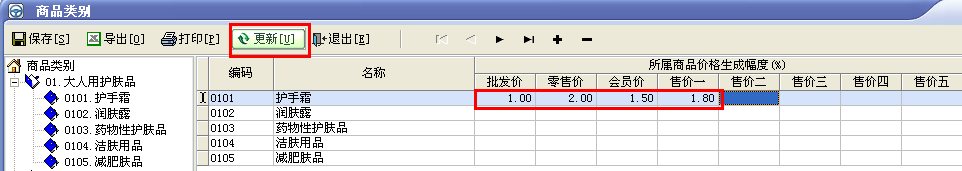 商品类别
保存[S] 导出[O] 打印[P] 更新[U] 退出[E]
商品类别
01.大人用护肤品
0101.护手霜
0102.润肤露
0103.药物性护肤品
0104.洁肤用品
0105.减肥肤品
编码 名称 所属商品价格生成幅度(%)
批发价 零售价 会员价 售价一 售价二 售价三 售价四 售价五
0101 护手霜 1.00 2.00 1.50 1.80
0102 润肤露
0103 药物性护肤品
0104 洁肤用品
0105 减肥肤品